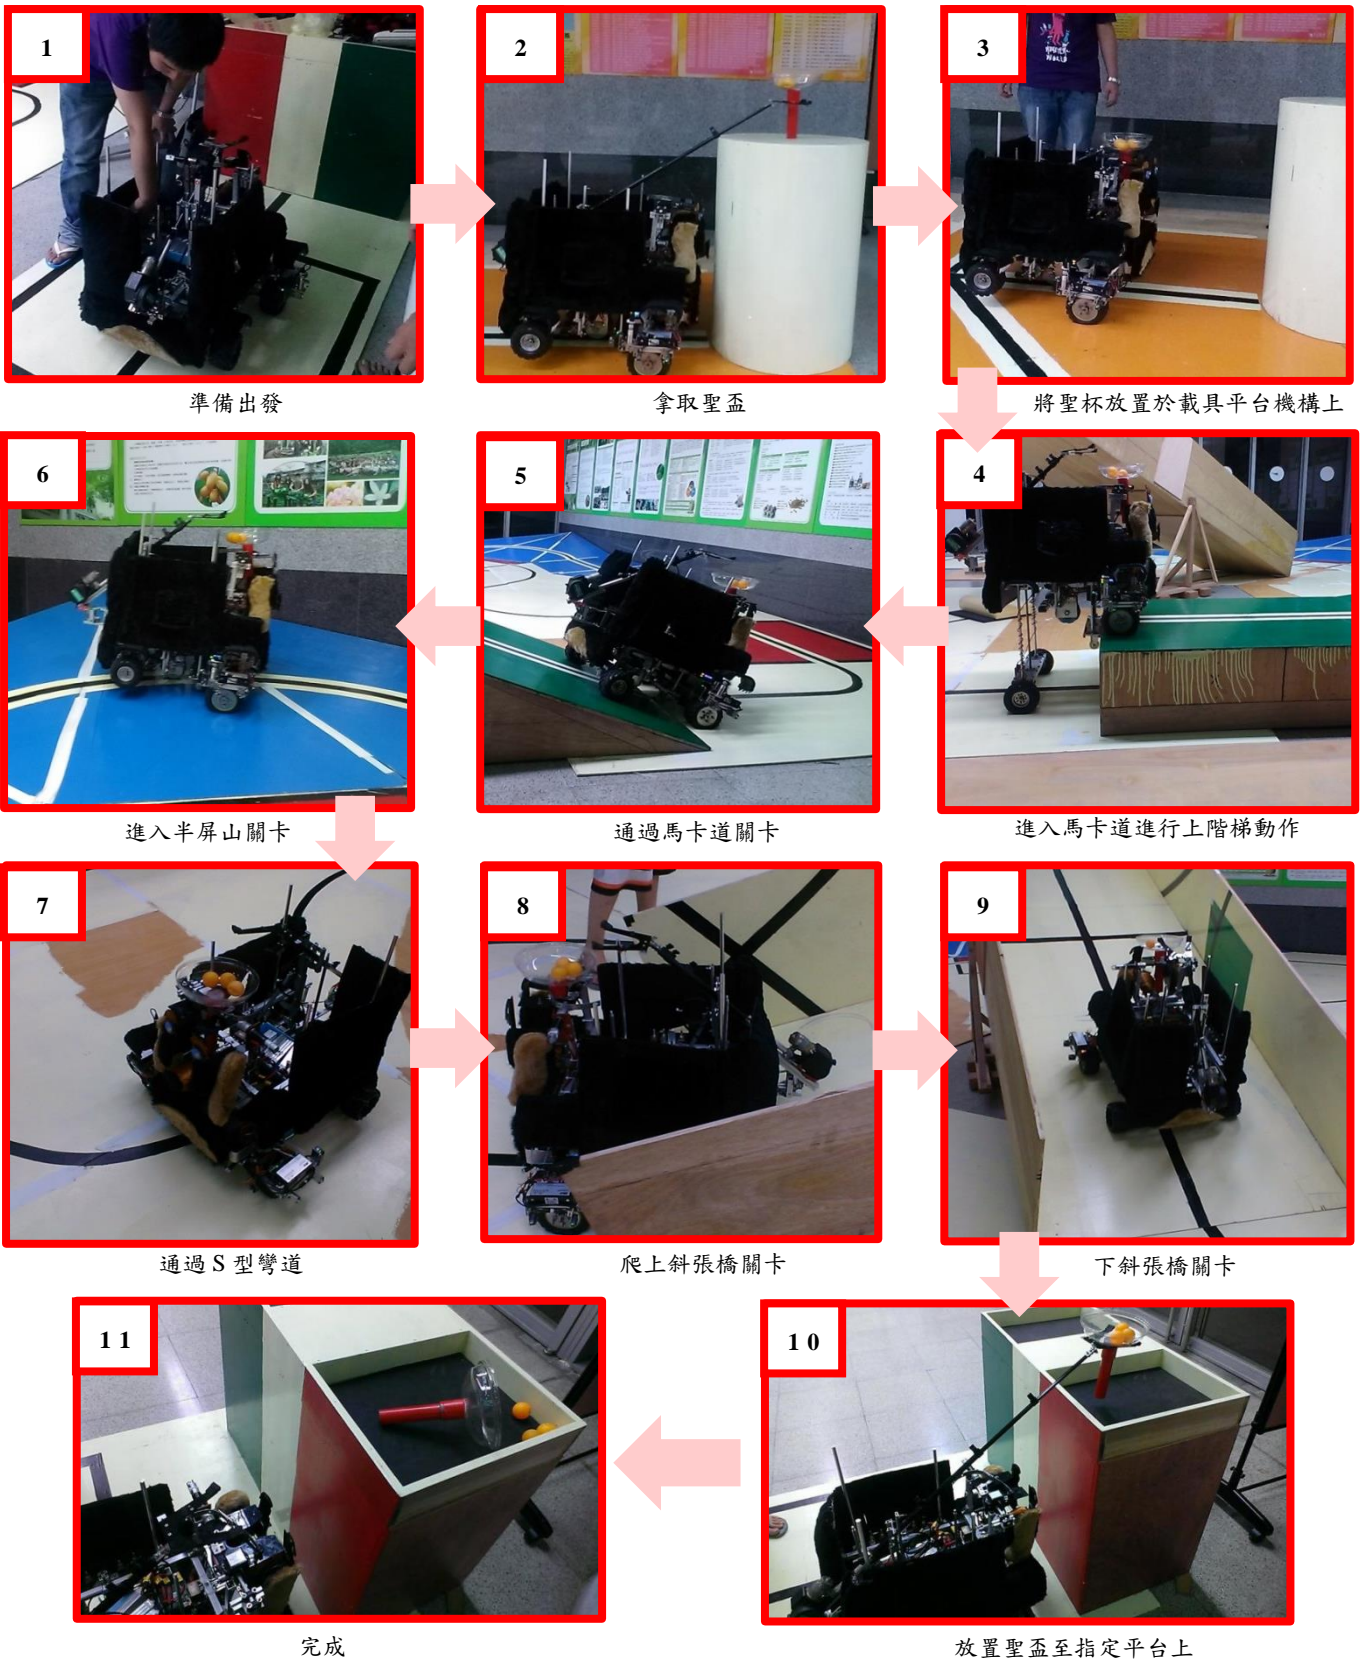 1
準備出發
2
拿取聖盃
3
將聖杯放置於載具平台機構上
4
進入馬卡道進行上階梯動作
5
通過馬卡道關卡
6
進入半屏山關卡
7
通過 S 型彎道
8
爬上斜張橋關卡
9
下斜張橋關卡
10
放置聖盃至指定平台上
11
完成